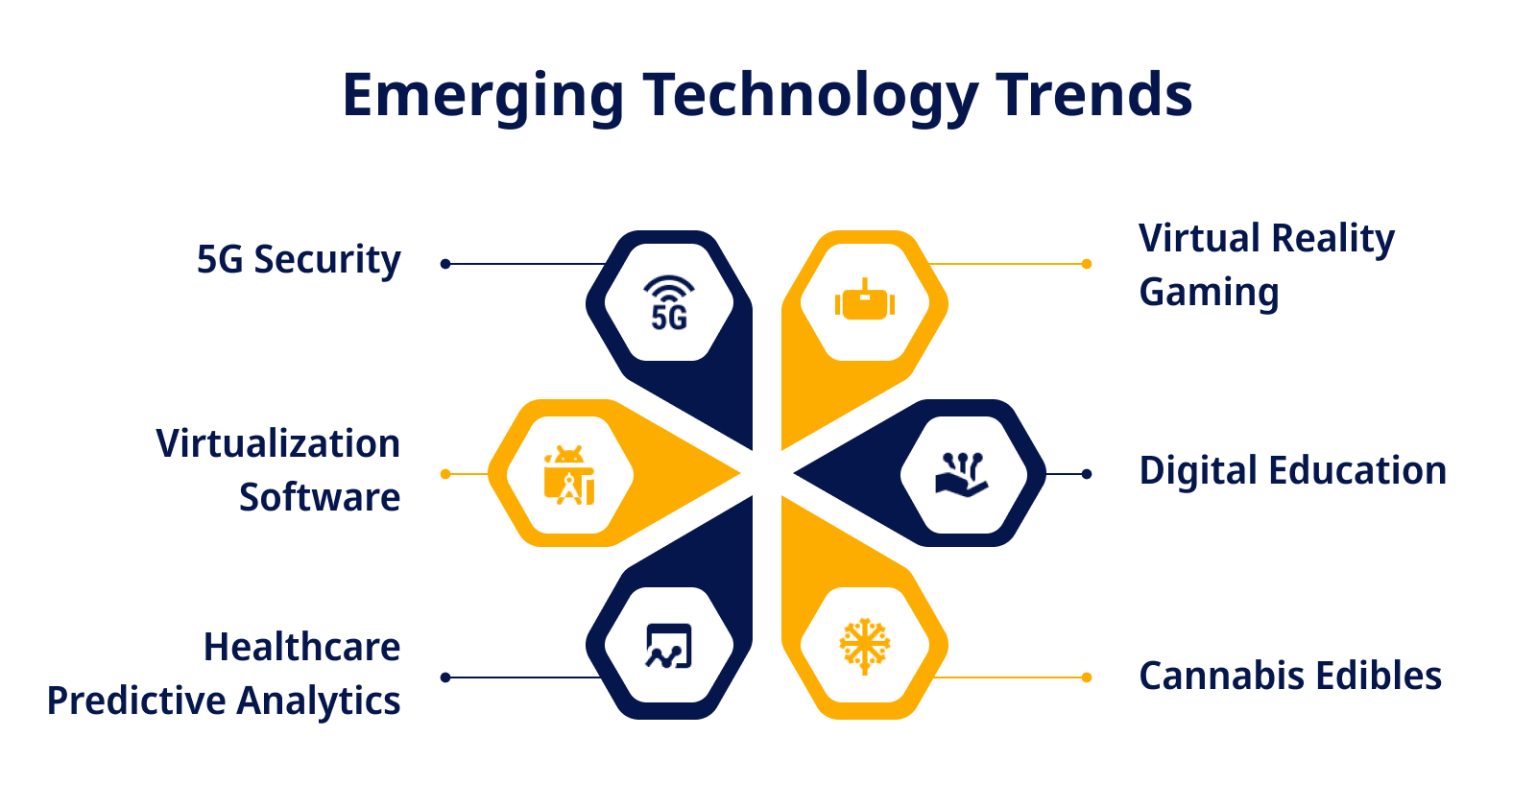 Emerging Technology Trends
5G Security
5G
Virtualization
Software
Healthcare
Predictive Analytics
Virtual Reality
Gaming
Digital Education
Cannabis Edibles